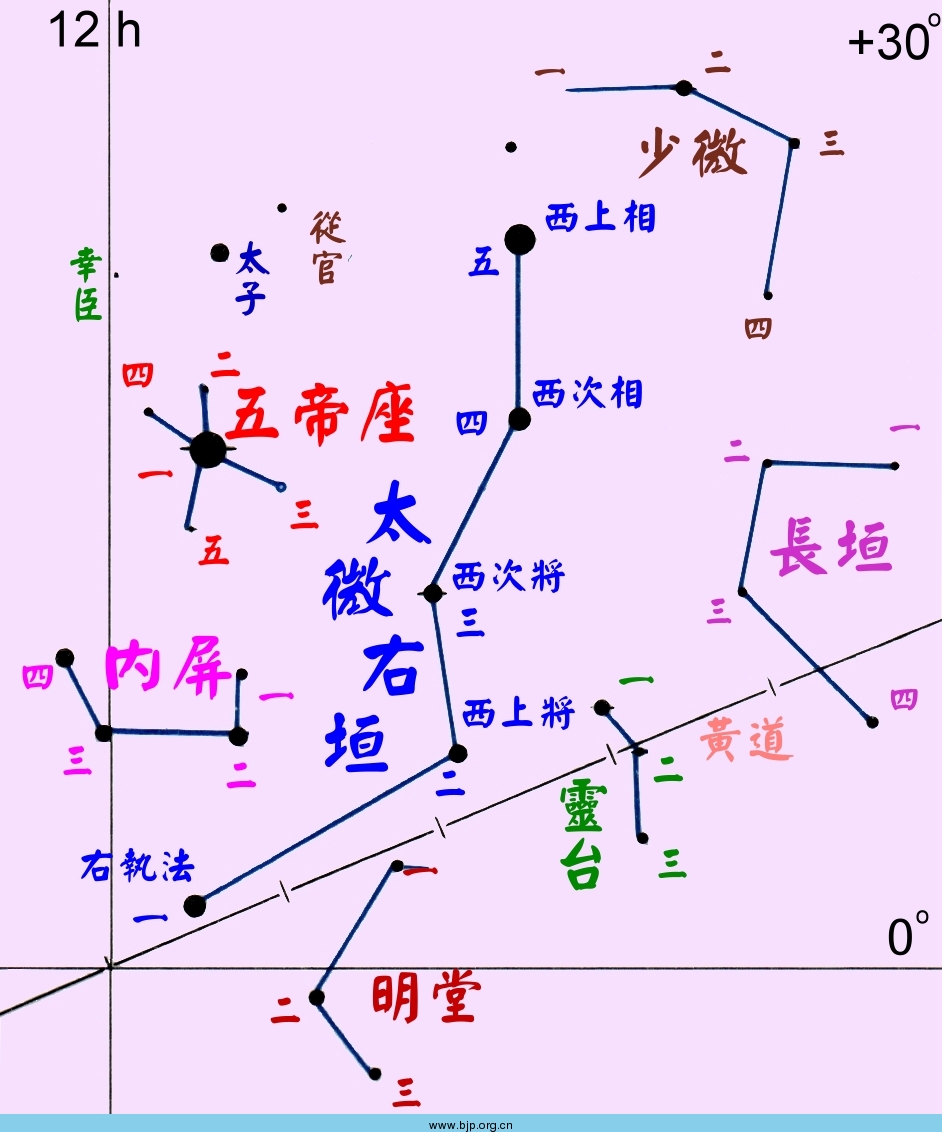 12 h
+30°
一
二
少微
三
四
西上相
五
從官
太子
幸臣
四
二
五帝座
一
三
五
西次相
四
一
二
長垣
三
四
太微右垣
西次將
三
内屏
四
一
三
二
西上將
二
一
黃道
二
靈台
三
右執法
一
一
0°
明堂
二
三
www.bjp.org.cn